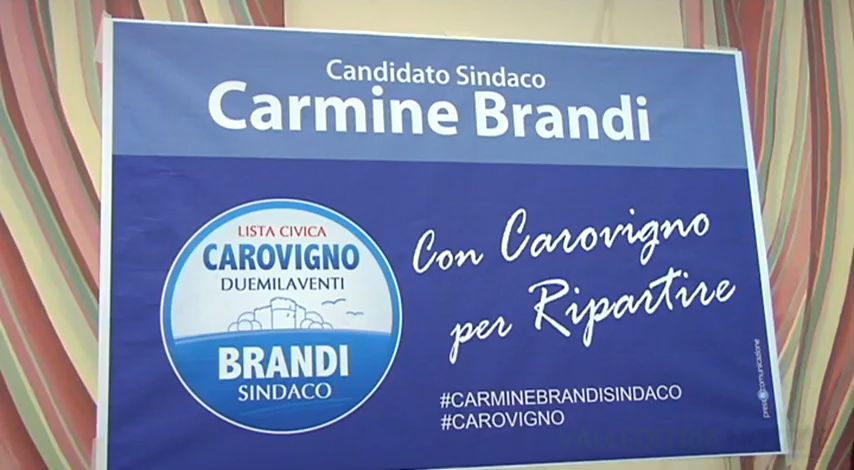 Candidato Sindaco
Carmine Brandi
LISTA CIVICA
CAROVIGNO
DUEMILAVENTI
BRANDI
SINDACO
Con Carovigno
per Ripartire
#CARMINEBRANDISINDACO
#CAROVIGNO